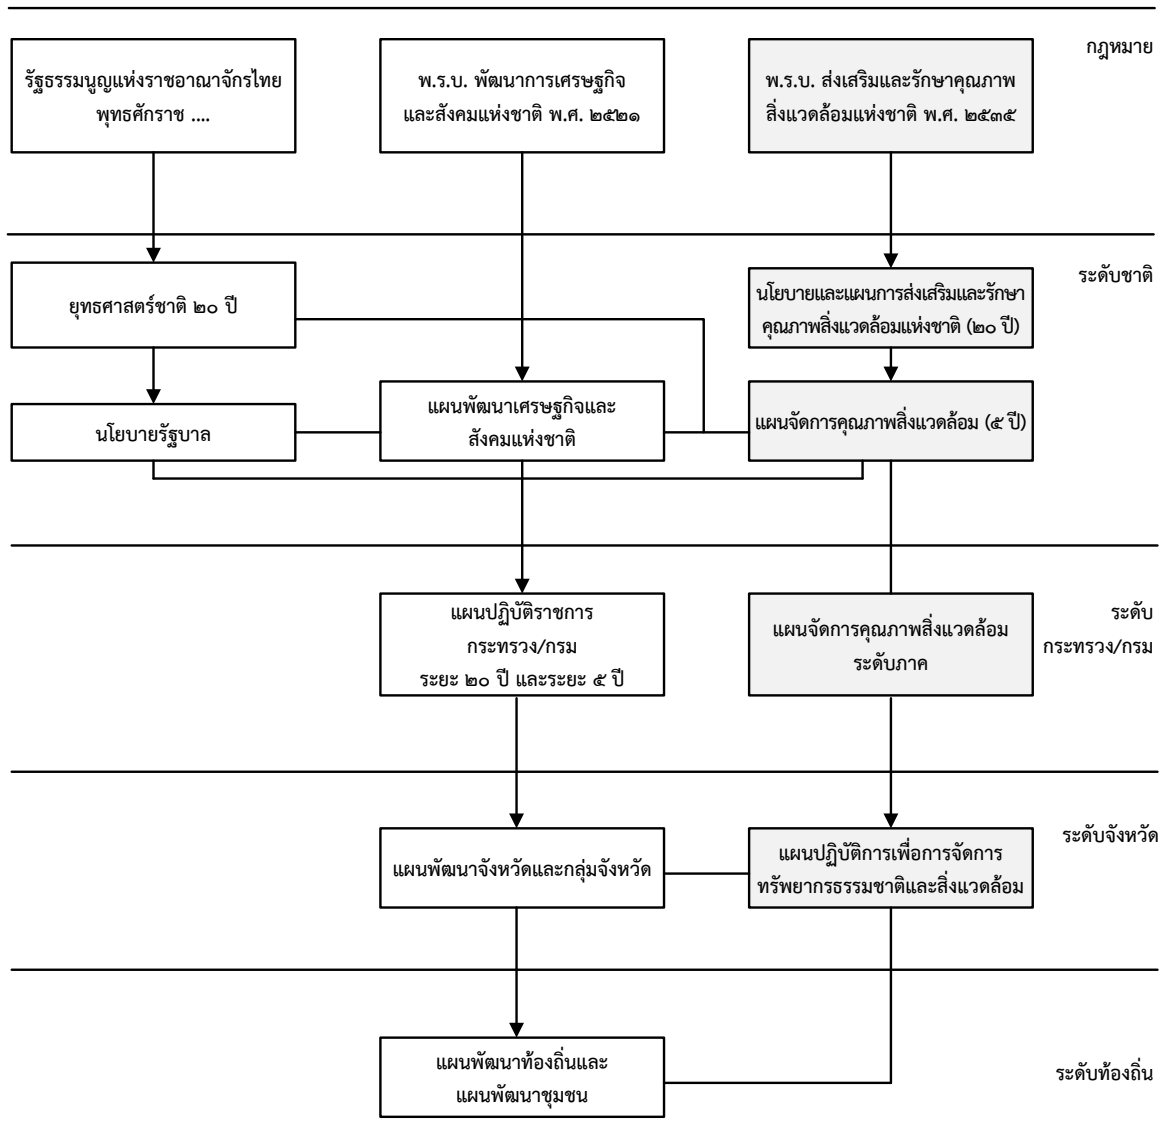 กฎหมาย
รัฐธรรมนูญแห่งราชอาณาจักรไทย
พุทธศักราช ....
พ.ร.บ. พัฒนาการเศรษฐกิจ
และสังคมแห่งชาติ พ.ศ. ๒๕๒๑
พ.ร.บ. ส่งเสริมและรักษาคุณภาพ
สิ่งแวดล้อมแห่งชาติ พ.ศ. ๒๕๓๕
ระดับชาติ
ยุทธศาสตร์ชาติ ๒๐ ปี
นโยบายและแผนการส่งเสริมและรักษา
คุณภาพสิ่งแวดล้อมแห่งชาติ (๒๐ ปี)
นโยบายรัฐบาล
แผนพัฒนาเศรษฐกิจและ
สังคมแห่งชาติ
แผนจัดการคุณภาพสิ่งแวดล้อม (๕ ปี)
ระดับ
กระทรวง/กรม
แผนปฏิบัติราชการ
กระทรวง/กรม
ระยะ ๒๐ ปี และระยะ ๕ ปี
แผนจัดการคุณภาพสิ่งแวดล้อม
ระดับภาค
ระดับจังหวัด
แผนพัฒนาจังหวัดและกลุ่มจังหวัด
แผนปฏิบัติการเพื่อการจัดการ
ทรัพยากรธรรมชาติและสิ่งแวดล้อม
ระดับท้องถิ่น
แผนพัฒนาท้องถิ่นและ
แผนพัฒนาชุมชน